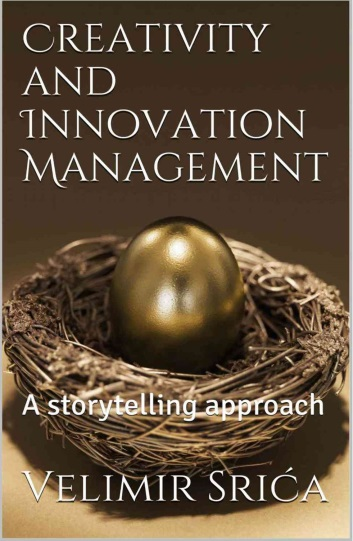 Creativity
and
Innovation
Management
A storytelling approach
Velimir Srića